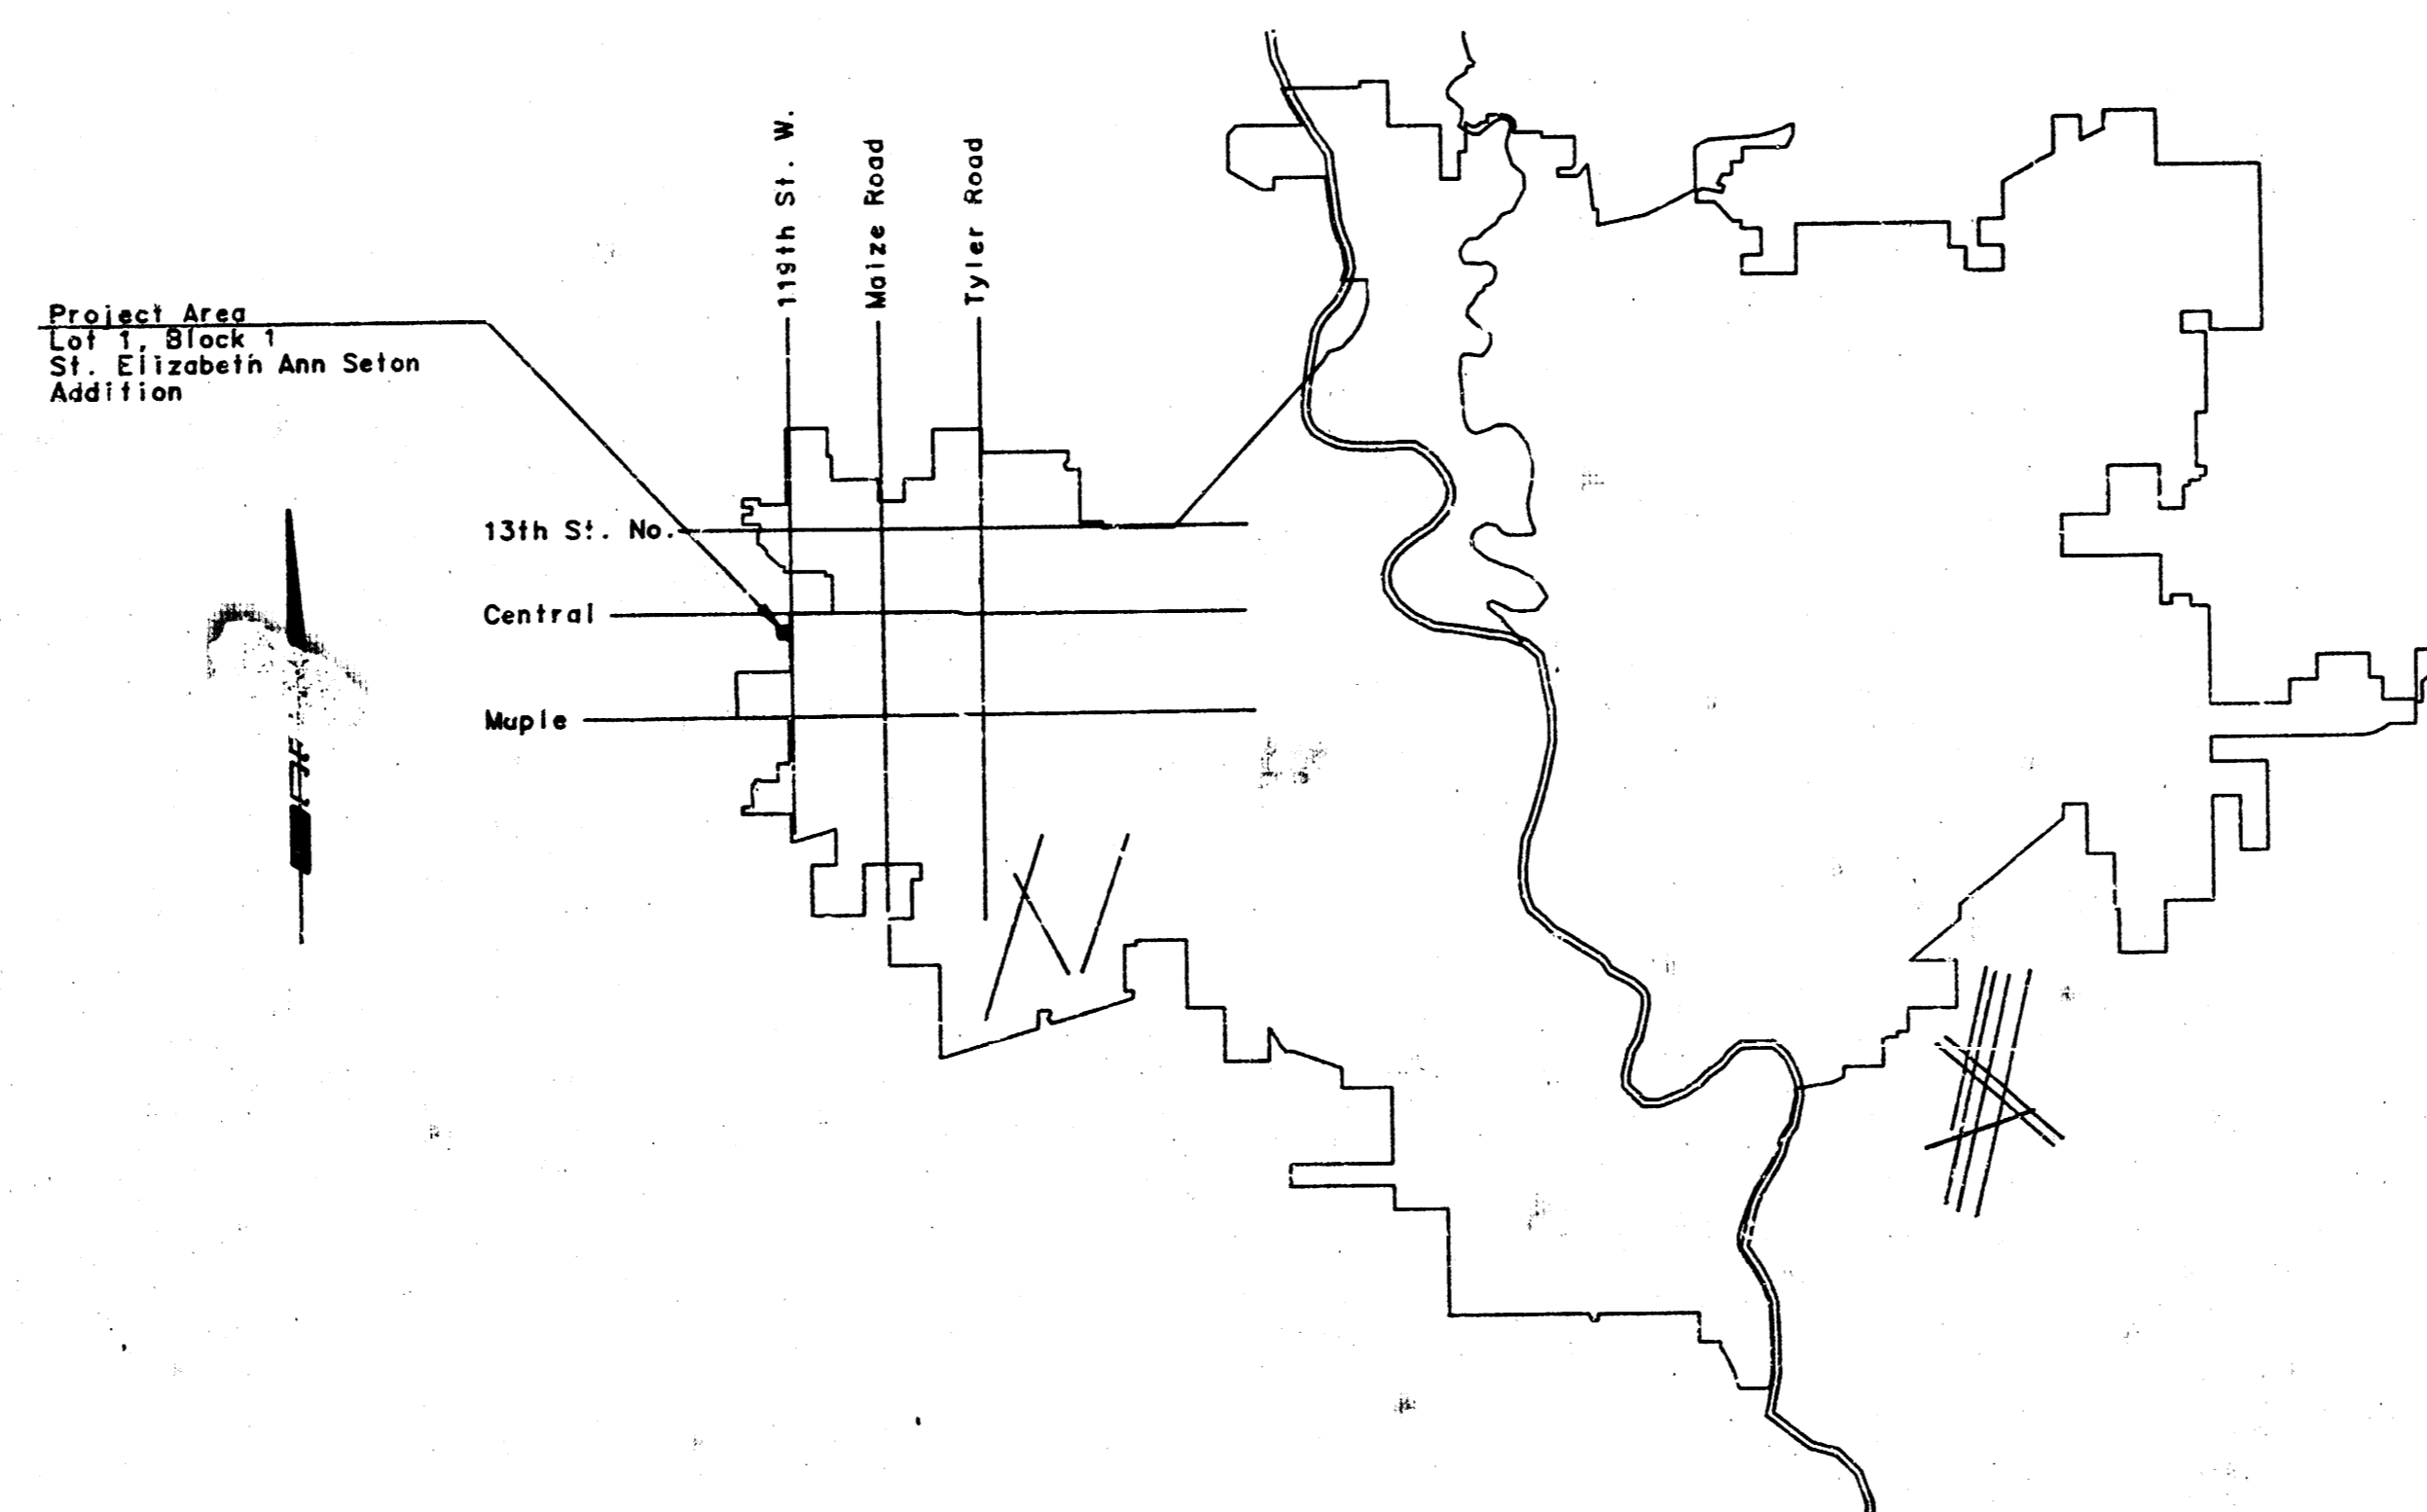 119th St. W.
Maize Road
Tyler Road
Project Area
Lot 1, Block 1
St. Elizabeth Ann Seton
Addition
13th St. No.
Central
Maple